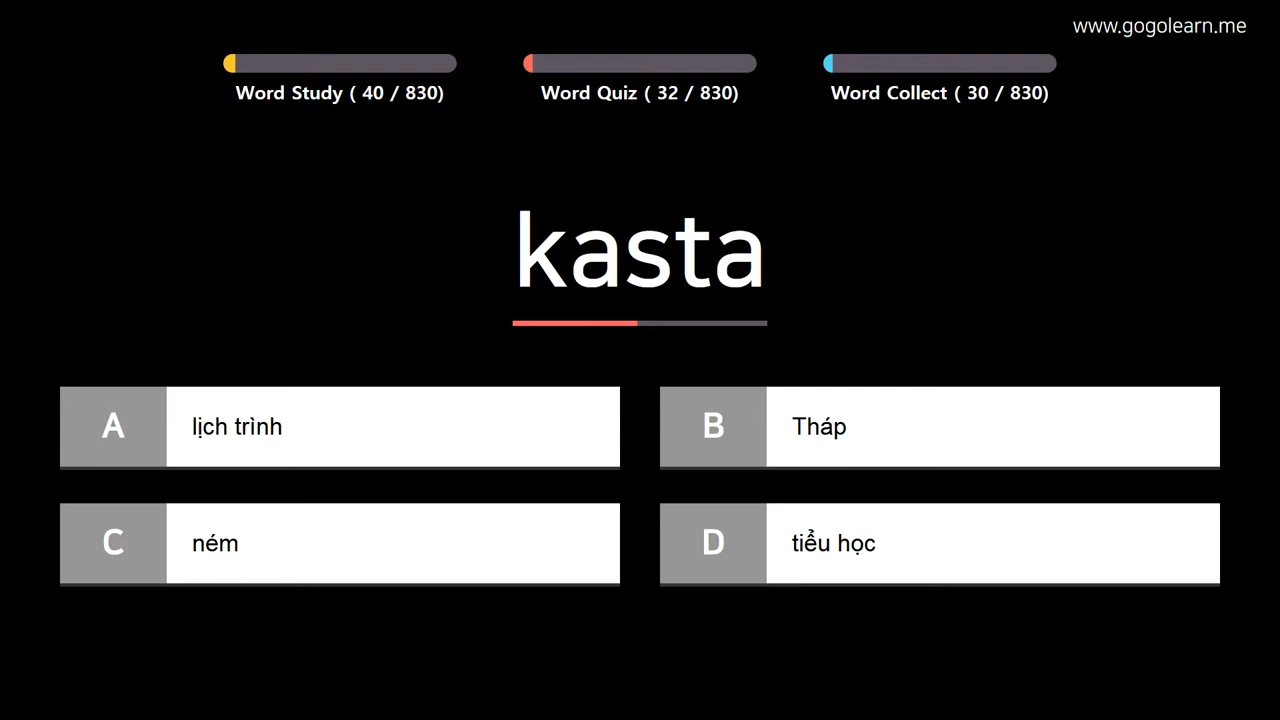 www.gogolearn.me
Word Study ( 40 / 830)
Word Quiz ( 32 / 830)
Word Collect ( 30 / 830)
kasta
A lịch trình
B Tháp
C ném
D tiểu học